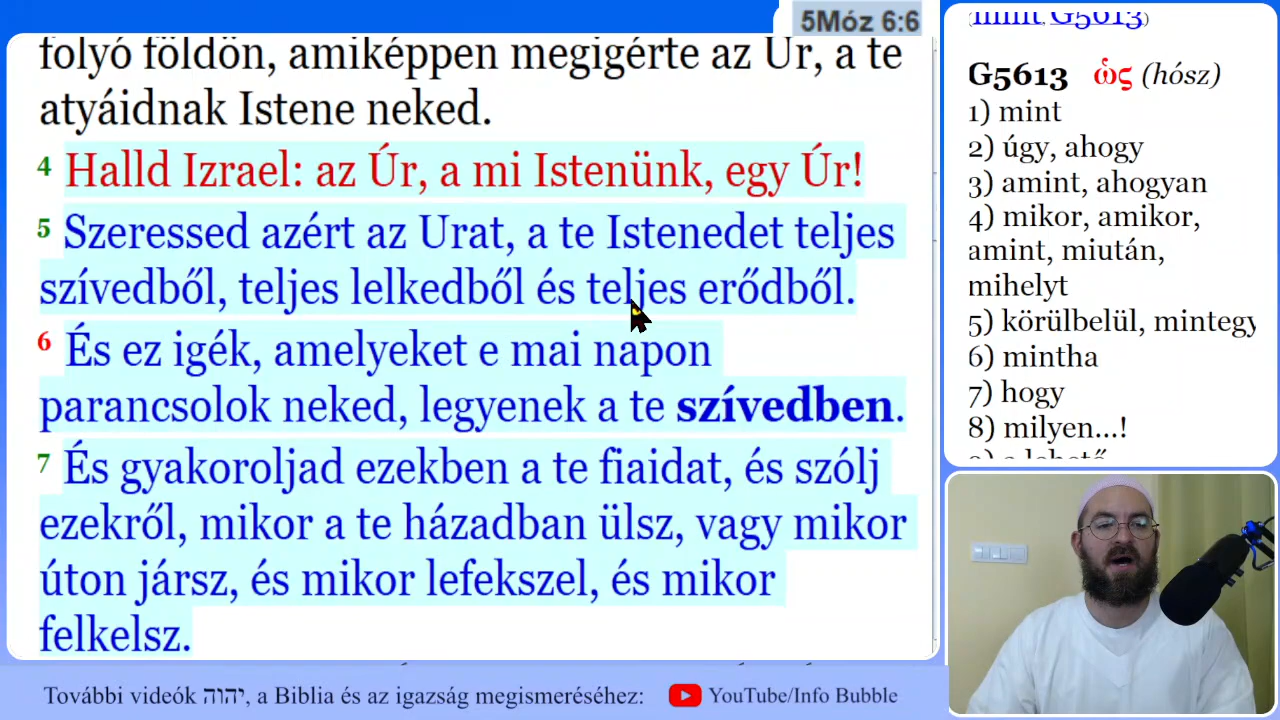 5Móz 6:6
folyó földön, amiképpen megigérte az Úr, a te
atyáidnak Istene neked.
4 Halld Izrael: az Úr, a mi Istenünk, egy Úr!
5 Szeressed azért az Urat, a te Istenedet teljes
szívedből, teljes lelkedből és teljes erődből.
6 És ez igék, amelyeket e mai napon
parancsolok neked, legyenek a te szívedben.
7 És gyakoroljad ezekben a te fiaidat, és szólj
ezekről, mikor a te házadban ülsz, vagy mikor
úton jársz, és mikor lefekszel, és mikor
felkelsz.
(mint G5613)
G5613 ὡς (hósz)
1) mint
2) úgy, ahogy
3) amint, ahogyan
4) mikor, amikor,
amint, miután,
mihelyt
5) körülbelül, mintegy
6) mintha
7) hogy
8) milyen...!
További videók יהוה, a Biblia és az igazság megismeréséhez: YouTube/Info Bubble